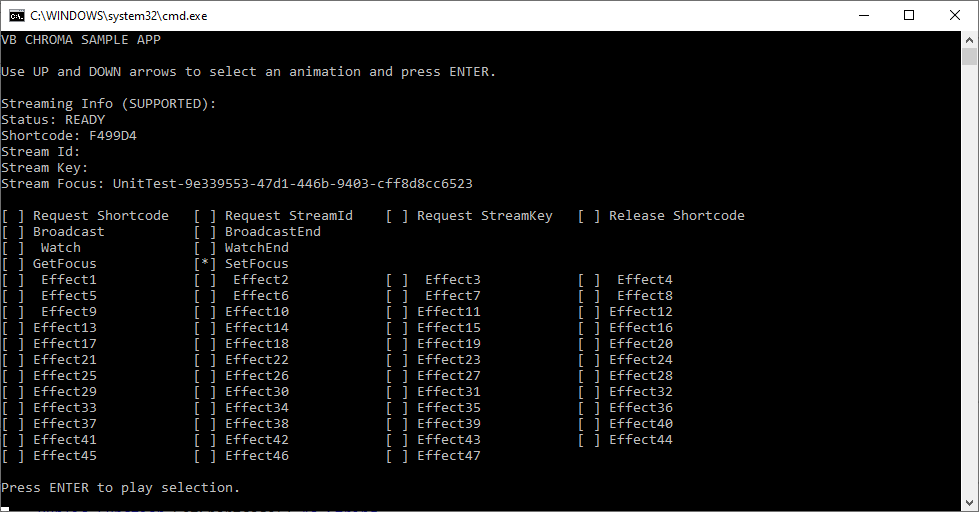 C:\WINDOWS\system32\cmd.exe
VB CHROMA SAMPLE APP
Use UP and DOWN arrows to select an animation and press ENTER.
Streaming Info (SUPPORTED):
Status: READY
Shortcode: F499D4
Stream Id:
Stream Key:
Stream Focus: UnitTest-9e339553-47d1-446b-9403-cff8d8cc6523
[ ] Request Shortcode   [ ] Request StreamId    [ ] Request StreamKey   [ ] Release Shortcode
[ ] Broadcast           [ ] BroadcastEnd
[ ]  Watch              [ ] WatchEnd
[ ] GetFocus            [*] SetFocus
[ ]  Effect1            [ ]  Effect2            [ ]  Effect3            [ ]  Effect4
[ ]  Effect5            [ ]  Effect6            [ ]  Effect7            [ ]  Effect8
[ ]  Effect9            [ ] Effect10            [ ] Effect11            [ ] Effect12
[ ] Effect13            [ ] Effect14            [ ] Effect15            [ ] Effect16
[ ] Effect17            [ ] Effect18            [ ] Effect19            [ ] Effect20
[ ] Effect21            [ ] Effect22            [ ] Effect23            [ ] Effect24
[ ] Effect25            [ ] Effect26            [ ] Effect27            [ ] Effect28
[ ] Effect29            [ ] Effect30            [ ] Effect31            [ ] Effect32
[ ] Effect33            [ ] Effect34            [ ] Effect35            [ ] Effect36
[ ] Effect37            [ ] Effect38            [ ] Effect39            [ ] Effect40
[ ] Effect41            [ ] Effect42            [ ] Effect43            [ ] Effect44
[ ] Effect45            [ ] Effect46            [ ] Effect47
Press ENTER to play selection.